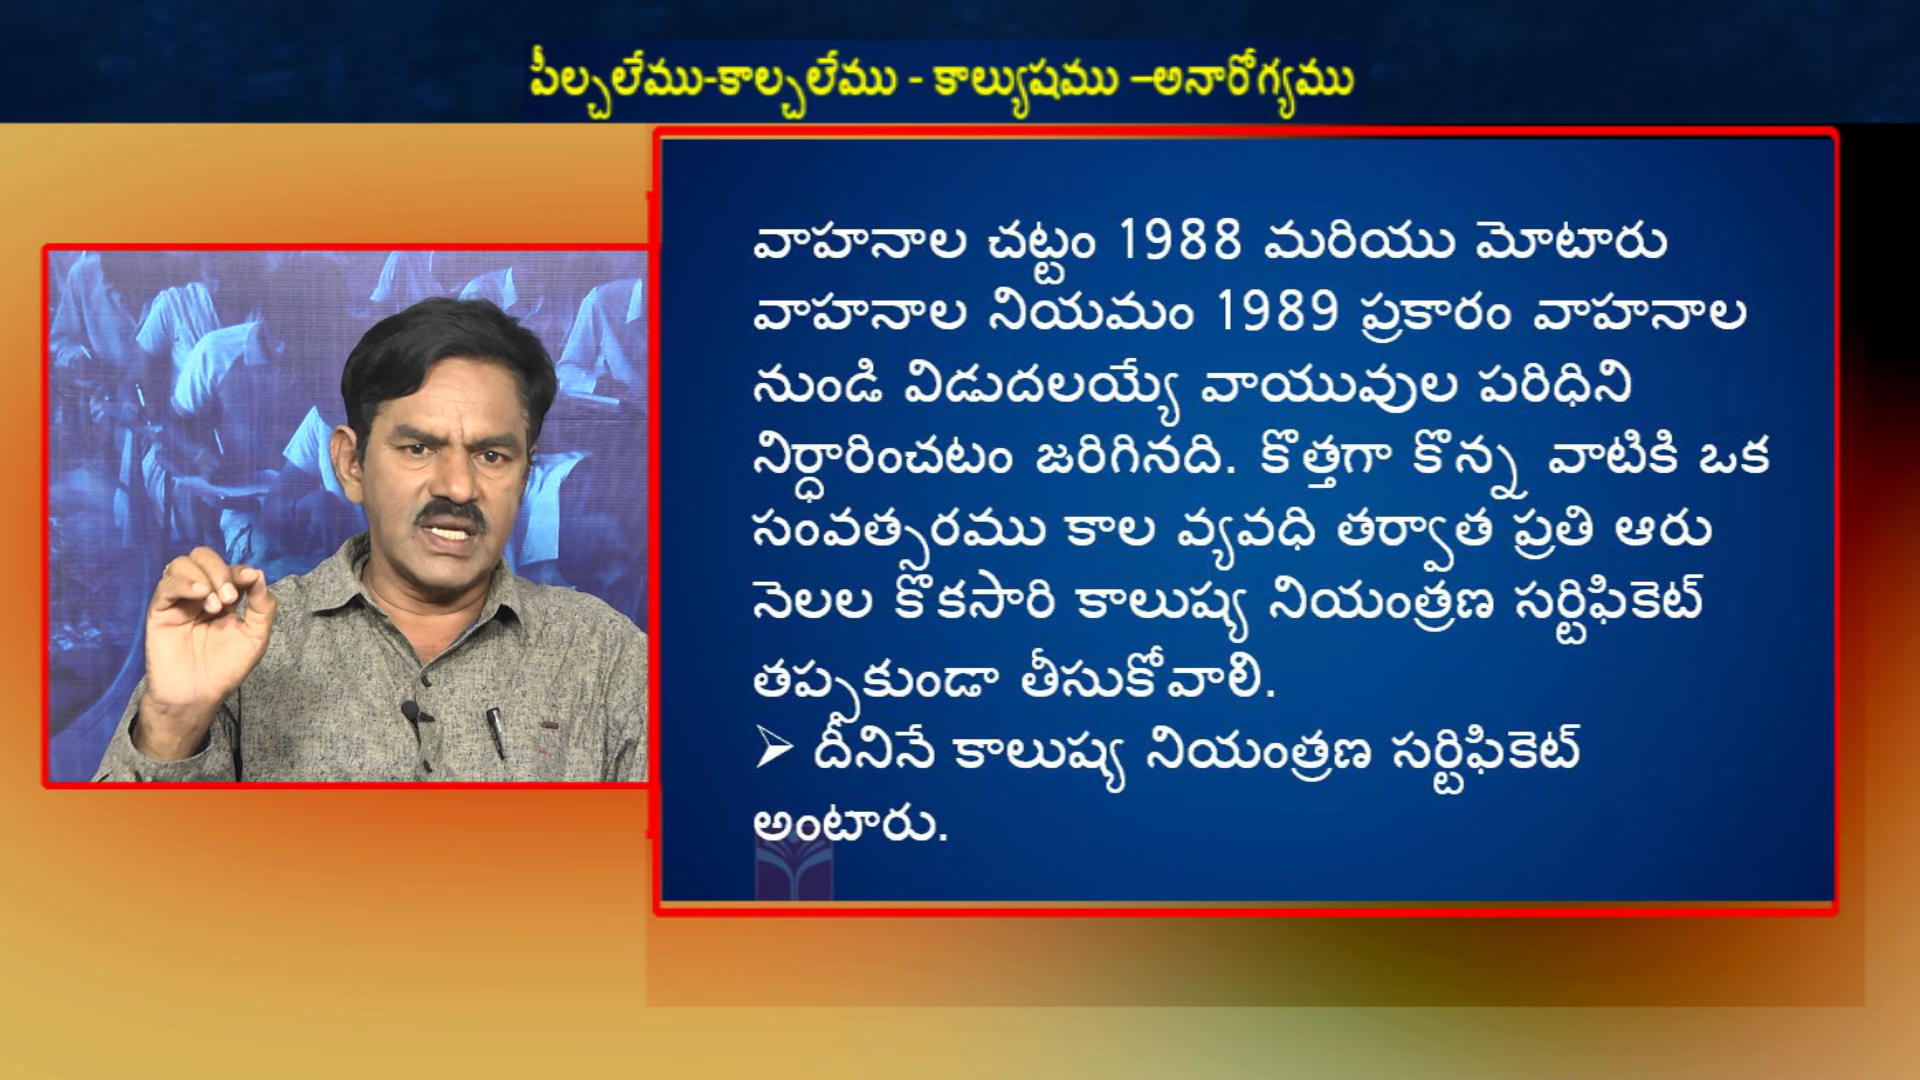 పీల్చలేము-కాల్చలేము - కాల్యుషము –అనారోగ్యము
వాహనాల చట్టం 1988 మరియు మోటారు
వాహనాల నియమం 1989 ప్రకారం వాహనాల
నుండి విడుదలయ్యే వాయువుల పరిధిని
నిర్ధారించటం జరిగినది. కొత్తగా కొన్న వాటికి ఒక
సంవత్సరము కాల వ్యవధి తర్వాత ప్రతి ఆరు
నెలల కొకసారి కాలుష్య నియంత్రణ సర్టిఫికెట్
తప్పకుండా తీసుకోవాలి.
➢ దీనినే కాలుష్య నియంత్రణ సర్టిఫికెట్
అంటారు.